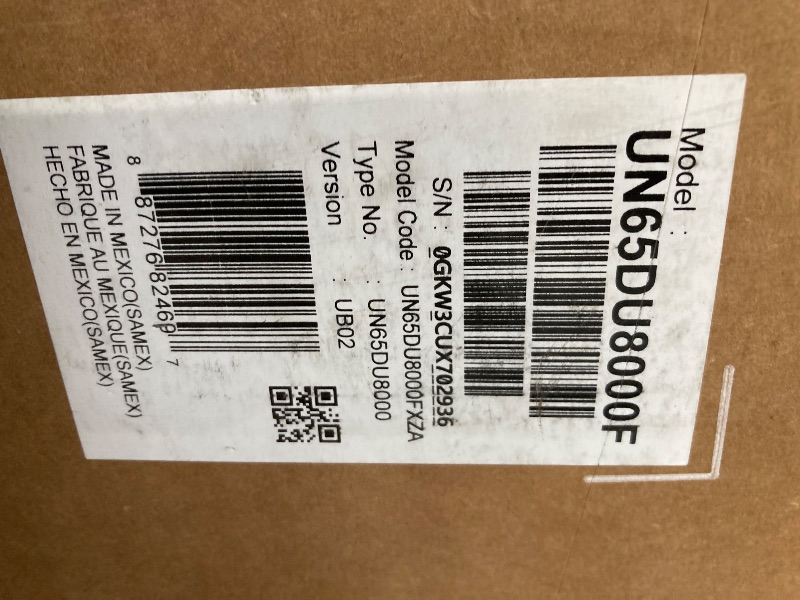 Model :
UN65DU8000F
S/N : 0GKW3CUX702936
Model Code : UN65DU8000FXZA
Type No. : UN65DU8000
Version : UB02
8 87276 82469 7
MADE IN MEXICO(SAMEX)
FABRIQUE AU MEXIQUE(SAMEX)
HECHO EN MEXICO(SAMEX)